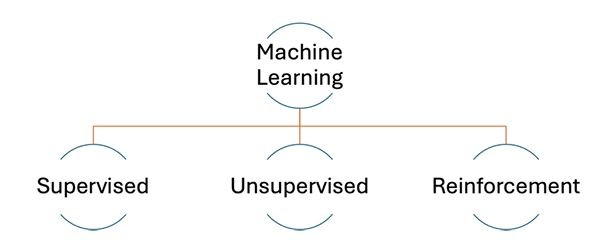 Machine
Learning
Supervised
Unsupervised
Reinforcement